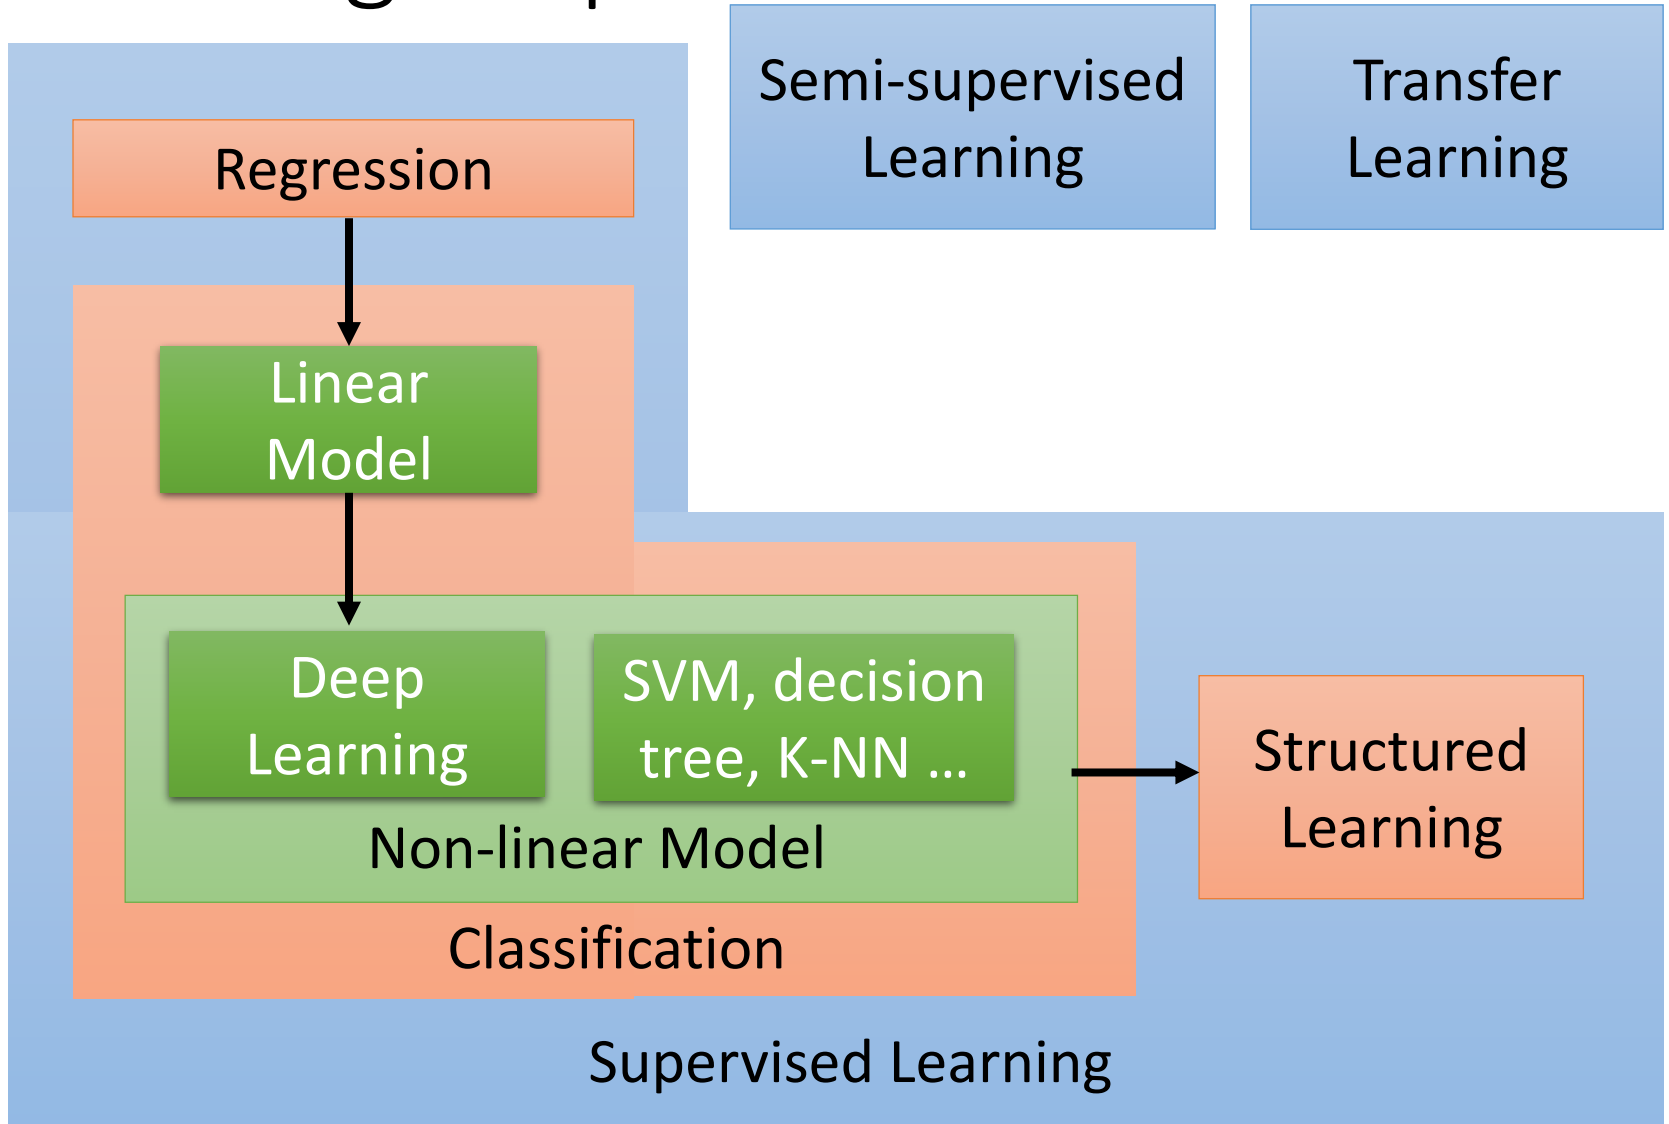 Semi-supervised
Learning
Transfer
Learning
Regression
Linear
Model
Deep
Learning
SVM, decision
tree, K-NN …
Non-linear Model
Classification
Structured
Learning
Supervised Learning